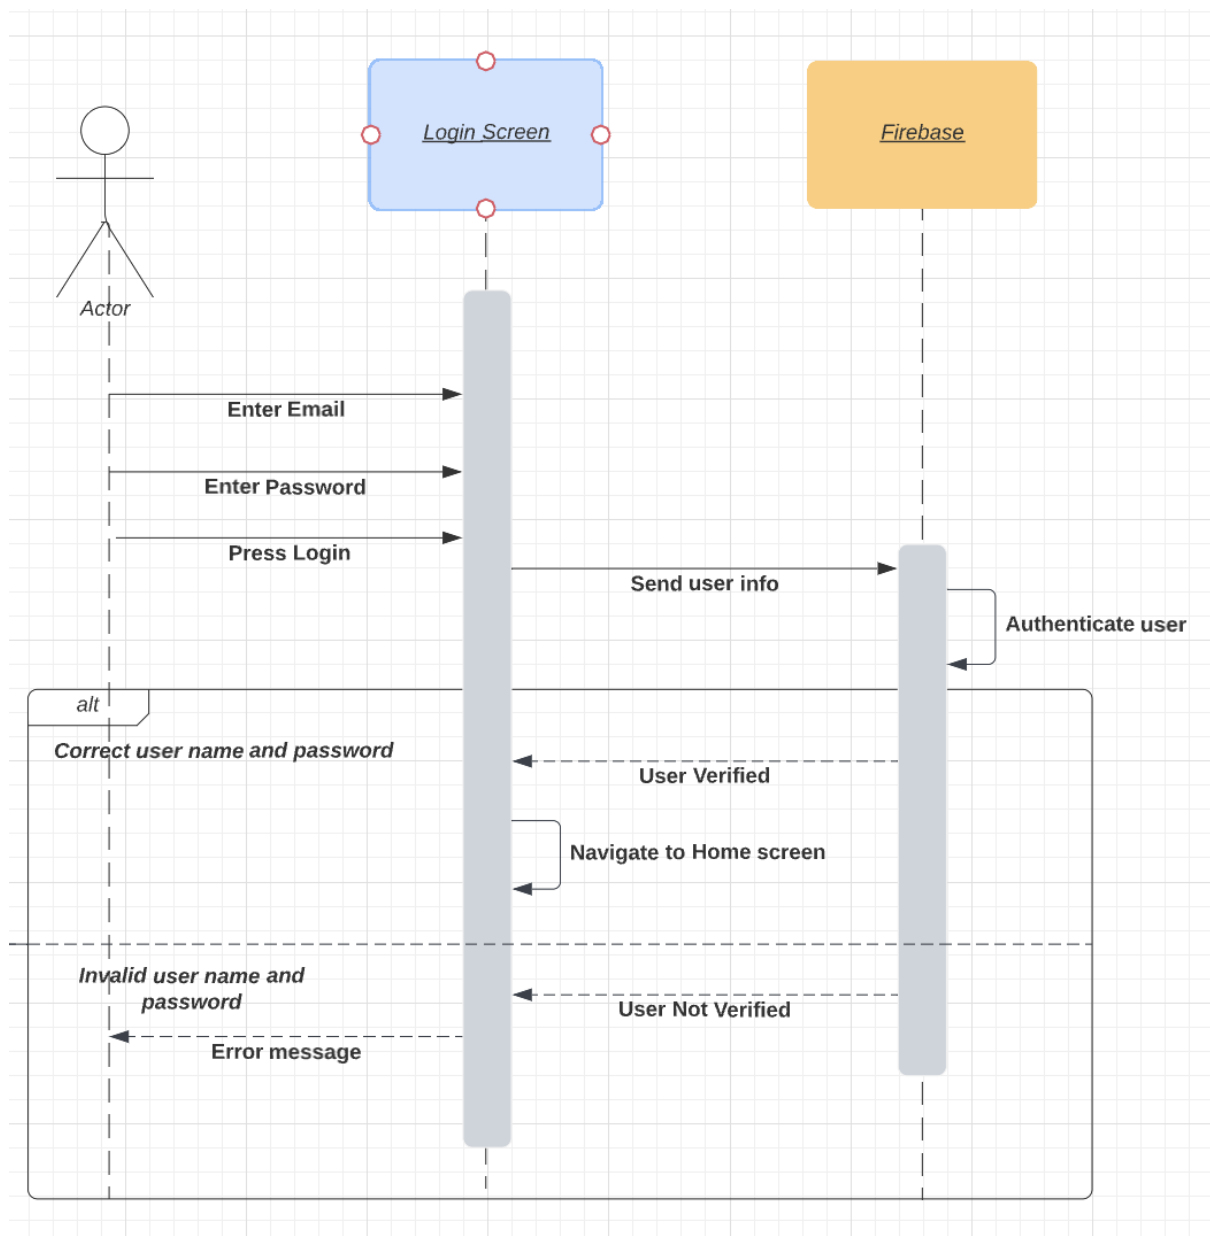 Login Screen
Firebase
Actor
Enter Email
Enter Password
Press Login
Send user info
Authenticate user
alt
Correct user name and password
User Verified
Navigate to Home screen
Invalid user name and
password
User Not Verified
Error message